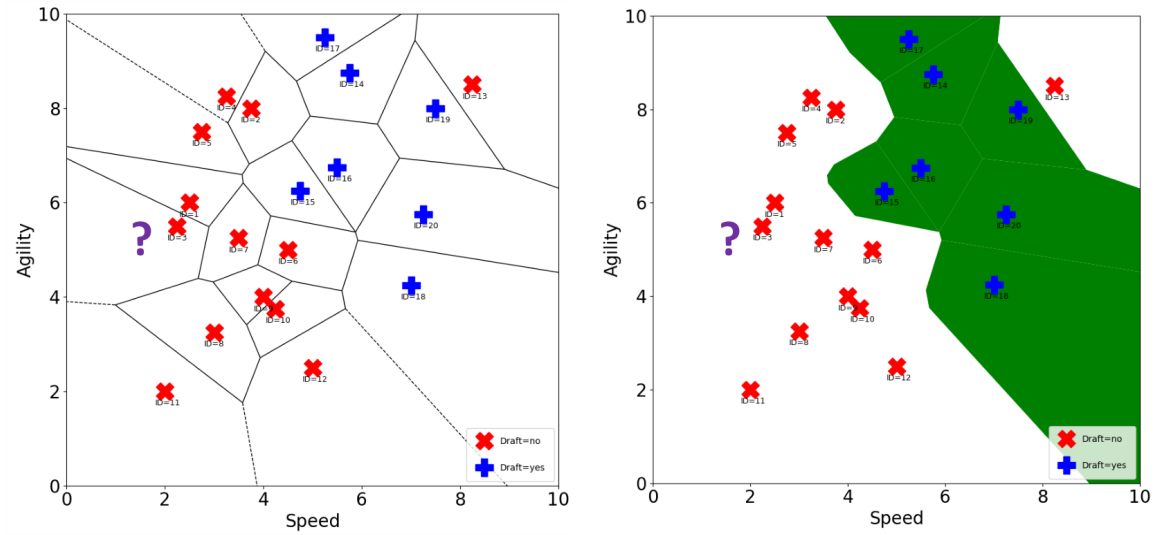 10
ID=17
ID=14
ID=13
8
ID=4
ID=2
ID=19
ID=5
ID=16
6
ID=15
ID=1
ID=20
?
ID=3
ID=7
ID=6
Agility
4
ID=18
ID=10
ID=8
2
ID=12
ID=11
Draft=no
Draft=yes
0
0 2 4 6 8 10
Speed
10
ID=17
ID=14
ID=13
8
ID=4
ID=2
ID=19
ID=5
ID=16
6
ID=15
ID=1
ID=20
?
ID=3
ID=7
ID=6
Agility
4
ID=18
ID=10
ID=8
2
ID=12
ID=11
Draft=no
Draft=yes
0
0 2 4 6 8 10
Speed